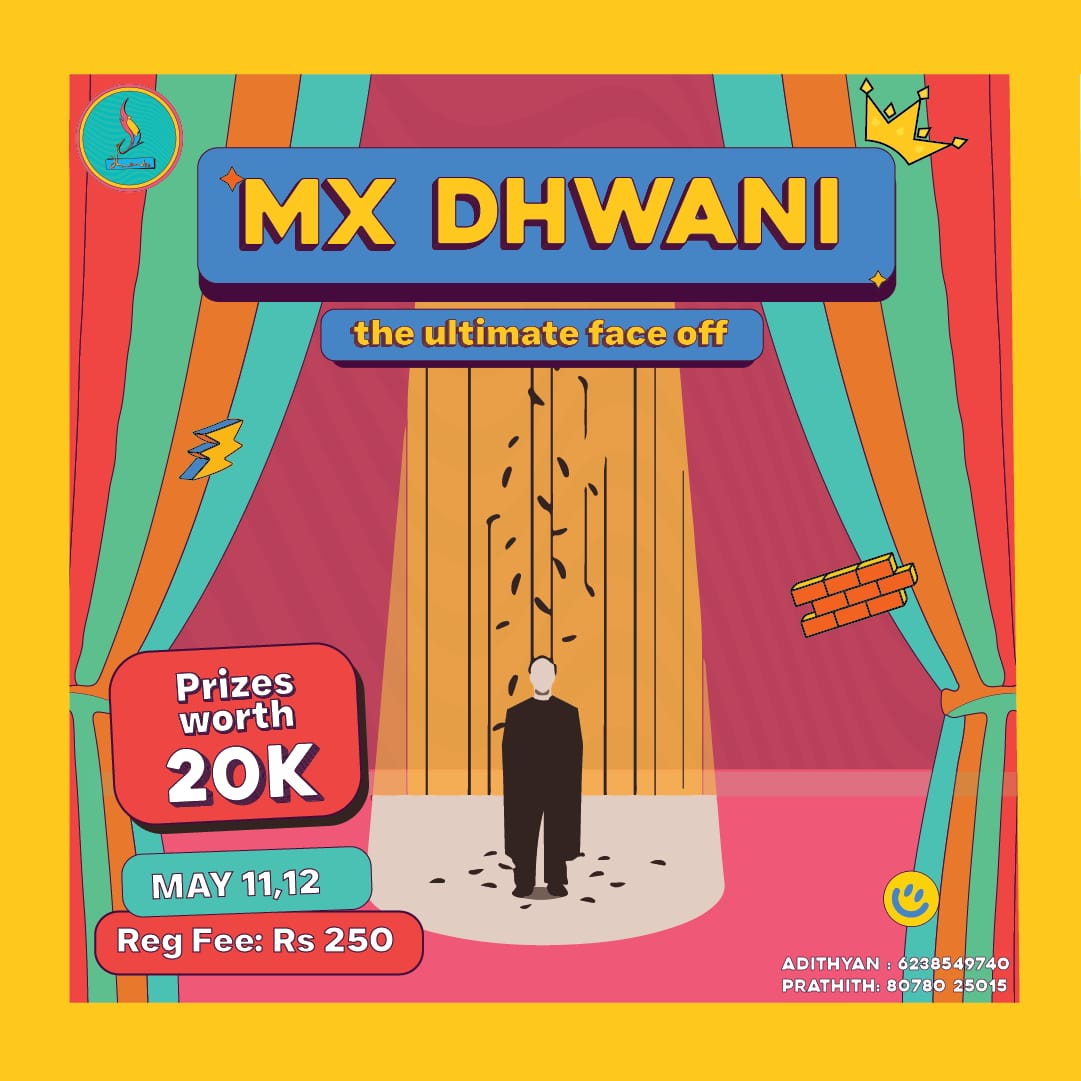 MX DHWANI
the ultimate face off
Prizes
worth
20K
MAY 11,12
Reg Fee: Rs 250
ADITHYAN : 6238549740
PRATHITH: 80780 25015